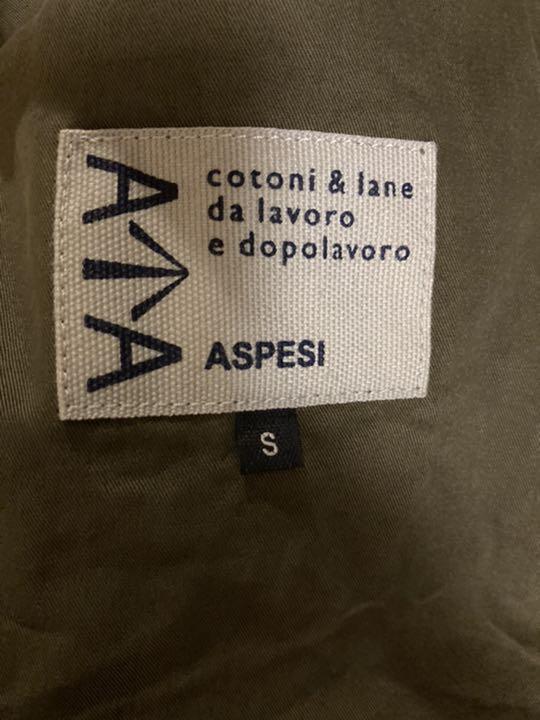 A A
cotoni & lane
da lavoro
e dopolavoro
ASPESI
S